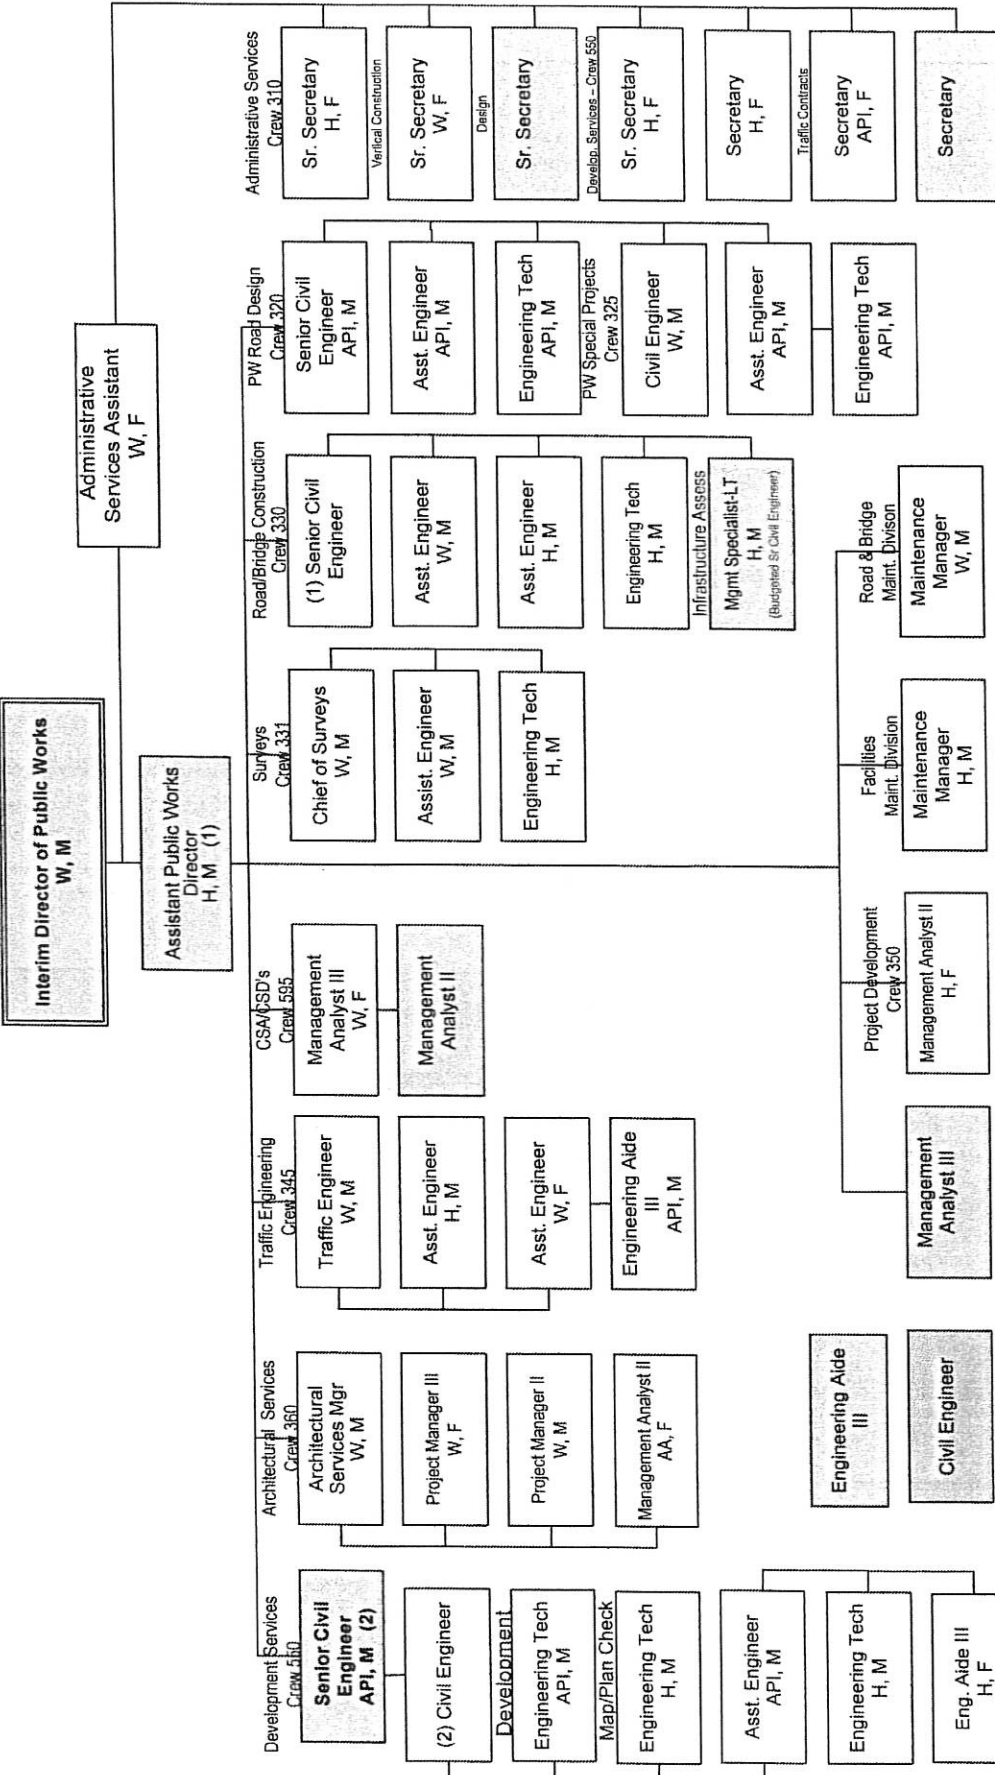 Interim Director of Public Works
W, M
Assistant Public Works
Director
H, M (1)
Administrative
Services Assistant
W, F
Development Services
Crew 550
Senior Civil
Engineer
API, M (2)
(2) Civil Engineer
Development
Engineering Tech
API, M
Map/Plan Check
Engineering Tech
H, M
Asst. Engineer
API, M
Engineering Tech
H, M
Eng. Aide III
H, F
Architectural Services
Crew 360
Architectural
Services Mgr
W, M
Project Manager III
W, F
Project Manager II
W, M
Management Analyst II
AA, F
Engineering Aide
III
Civil Engineer
Traffic Engineering
Crew 345
Traffic Engineer
W, M
Asst. Engineer
H, M
Asst. Engineer
W, F
Engineering Aide
III
API, M
CSA/CSD's
Crew 595
Management
Analyst III
W, F
Management
Analyst II
Surveys
Crew 331
Chief of Surveys
W, M
Assist. Engineer
W, M
Engineering Tech
H, M
Road/Bridge Construction
Crew 330
(1) Senior Civil
Engineer
Asst. Engineer
W, M
Asst. Engineer
H, M
Engineering Tech
H, M
Infrastructure Assess
Mgmt Specialist-LT
H, M
(Budgeted Sr Civil Engineer)
PW Road Design
Crew 320
Senior Civil
Engineer
API, M
Asst. Engineer
API, M
Engineering Tech
API, M
PW Special Projects
Crew 325
Civil Engineer
W, M
Asst. Engineer
API, M
Engineering Tech
API, M
Administrative Services
Crew 310
Sr. Secretary
H, F
Vertical Construction
Sr. Secretary
W, F
Design
Sr. Secretary
Develop. Services – Crew 550
Sr. Secretary
H, F
Secretary
H, F
Traffic Contracts
Secretary
API, F
Secretary
Management
Analyst III
Project Development
Crew 350
Management Analyst II
H, F
Facilities
Maint. Division
Maintenance
Manager
H, M
Road & Bridge
Maint. Divison
Maintenance
Manager
W, M